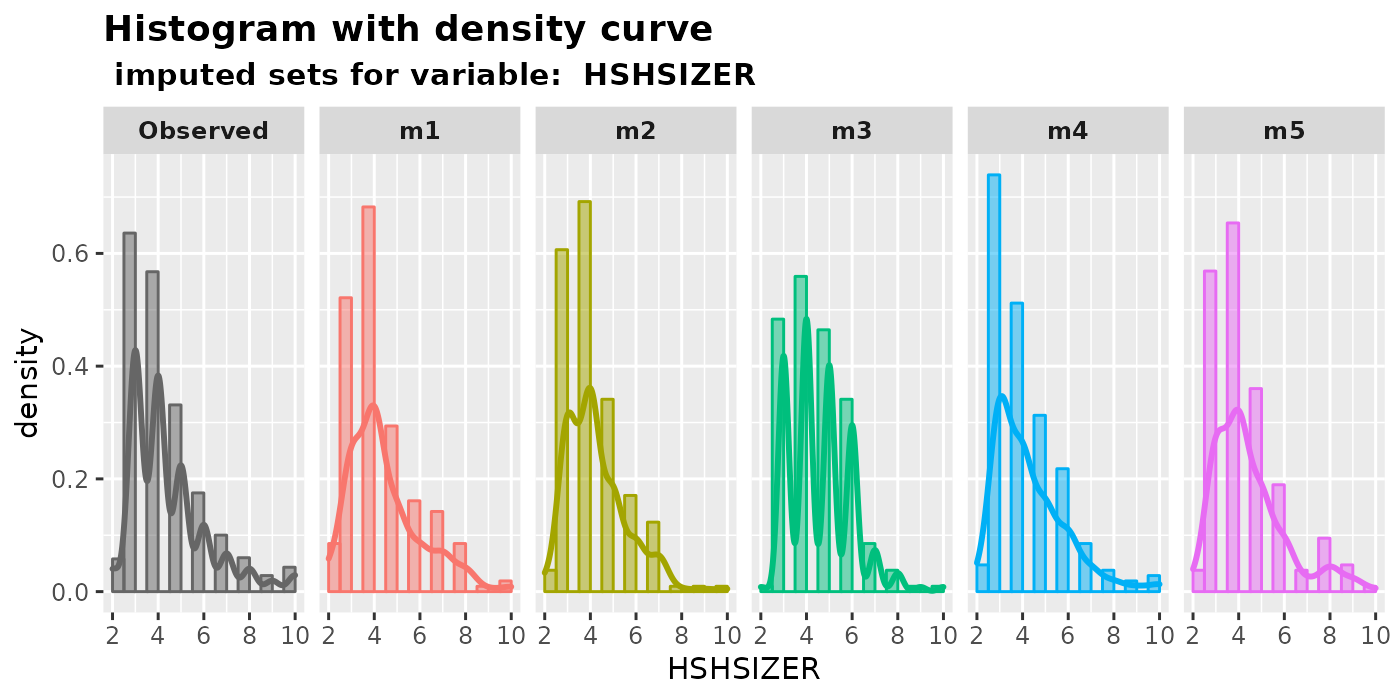 Histogram with density curve
imputed sets for variable:  HSHSIZER
Observed m1 m2 m3 m4 m5
0.6
0.4
0.2
0.0
density
2 4 6 8 10 2 4 6 8 10 2 4 6 8 10 2 4 6 8 10 2 4 6 8 10 2 4 6 8 10
HSHSIZER